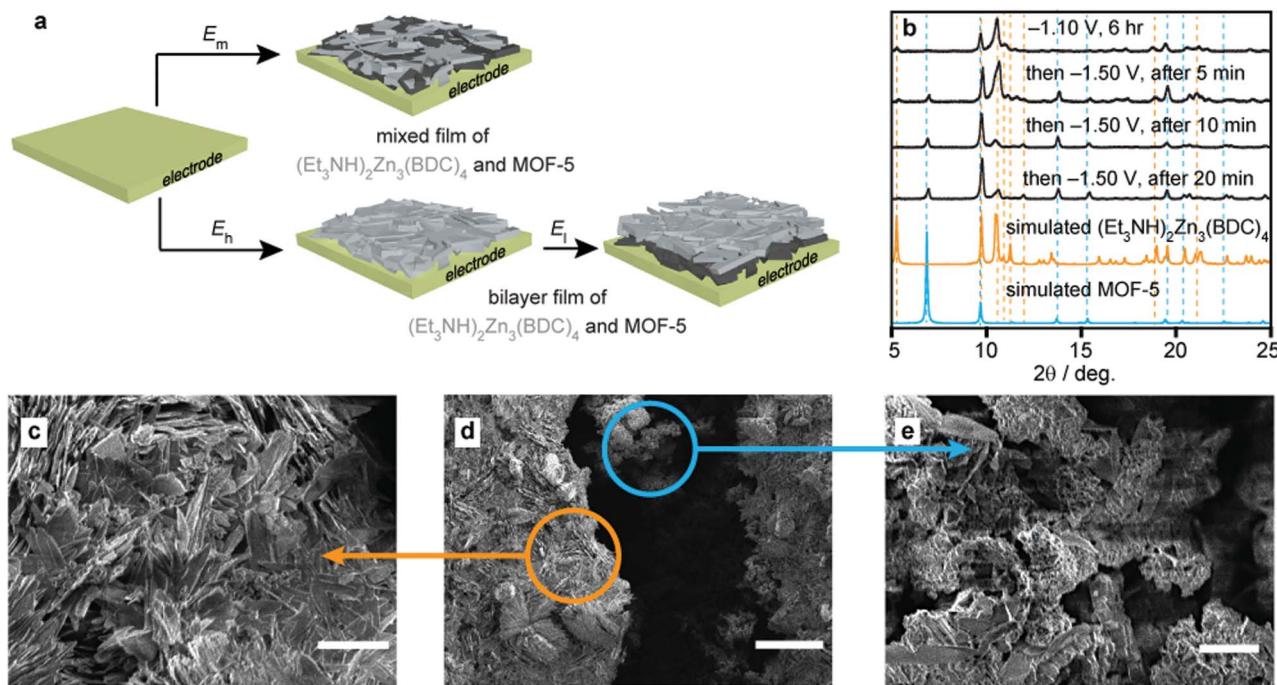 a
Em
electrode
mixed film of
(Et3NH)2Zn3(BDC)4 and MOF-5
electrode
Eh
electrode
El
electrode
bilayer film of
(Et3NH)2Zn3(BDC)4 and MOF-5
b
–1.10 V, 6 hr
then –1.50 V, after 5 min
then –1.50 V, after 10 min
then –1.50 V, after 20 min
simulated (Et3NH)2Zn3(BDC)4
simulated MOF-5
5 10 15 20 25
2θ / deg.
c
d
e